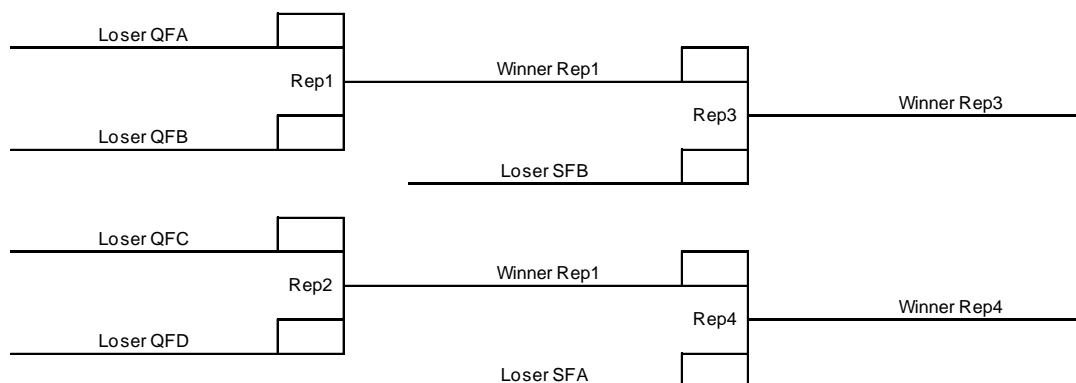 Loser QFA
Rep1
Winner Rep1
Loser QFB
Rep3
Winner Rep3
Loser SFB
Loser QFC
Rep2
Winner Rep1
Loser QFD
Rep4
Winner Rep4
Loser SFA